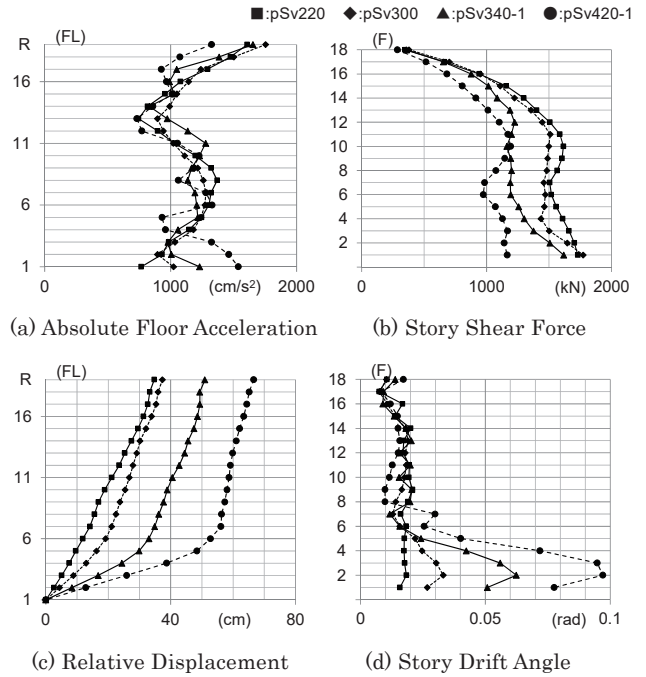 ■:pSv220 ◆:pSv300 ▲:pSv340-1 ●:pSv420-1
(FL)
R
16
11
6
1
1000
(cm/s²)
2000
(a) Absolute Floor Acceleration
(F)
18
16
14
12
10
8
6
4
2
0
1000
(kN)
2000
(b) Story Shear Force
(FL)
R
16
11
6
1
0
40
(cm)
80
(c) Relative Displacement
(F)
18
16
14
12
10
8
6
4
2
0
0.05
(rad)
0.1
(d) Story Drift Angle